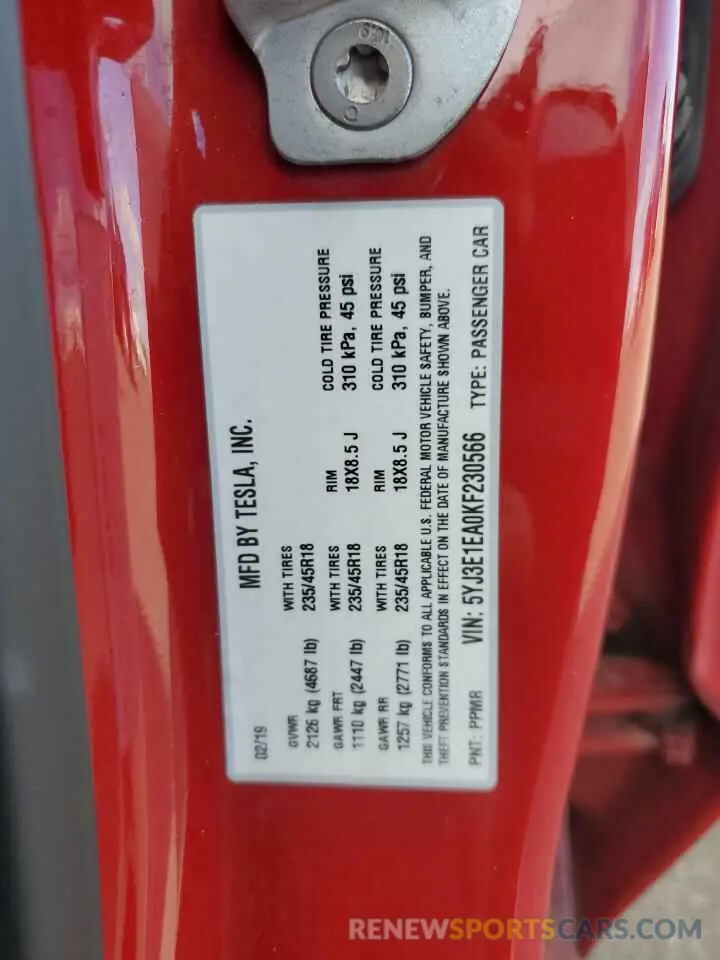 MFD BY TESLA, INC.
02/19
GVWR WITH TIRES
2126 kg (4687 lb) 235/45R18
GAWR FRT WITH TIRES RIM COLD TIRE PRESSURE
1110 kg (2447 lb) 235/45R18 18X8.5 J 310 kPa, 45 psi
GAWR RR WITH TIRES RIM COLD TIRE PRESSURE
1257 kg (2771 lb) 235/45R18 18X8.5 J 310 kPa, 45 psi
THIS VEHICLE CONFORMS TO ALL APPLICABLE U.S. FEDERAL MOTOR VEHICLE SAFETY, BUMPER, AND
THEFT PREVENTION STANDARDS IN EFFECT ON THE DATE OF MANUFACTURE SHOWN ABOVE.
PNT: PPMR VIN: 5YJ3E1EA0KF230566 TYPE: PASSENGER CAR
RENEWSPORTSCARS.COM